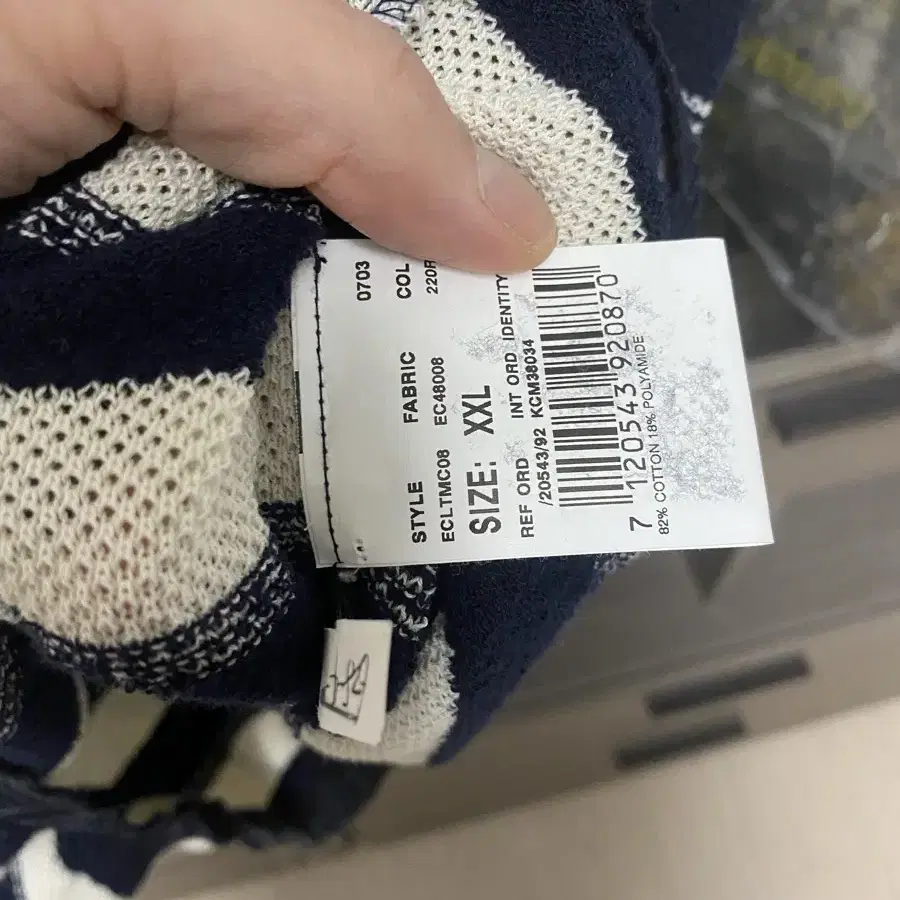 STYLE FABRIC COL 0703
ECLTMC08 EC48008 220
SIZE: XXL
REF ORD INT ORD IDENTITY
/20543/92 KCM38034
7 120543 920870
82% COTTON 18% POLYAMIDE